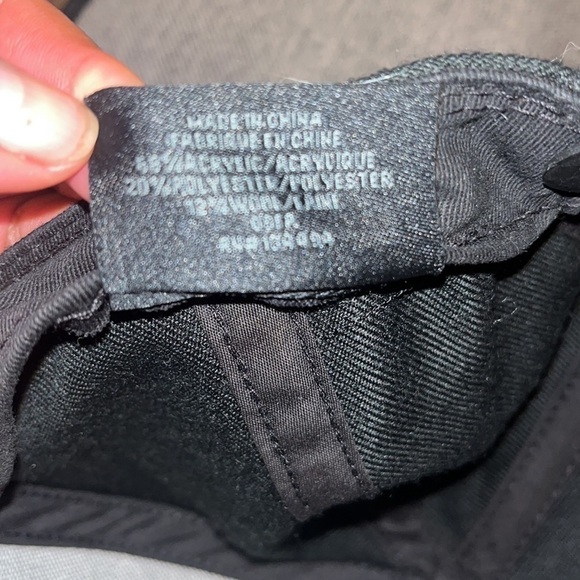 MADE IN CHINA
FABRIQUE EN CHINE
68%ACRYLIC/ACRYLIQUE
20%POLYESTER/POLYESTER
12%WOOL/LAINE